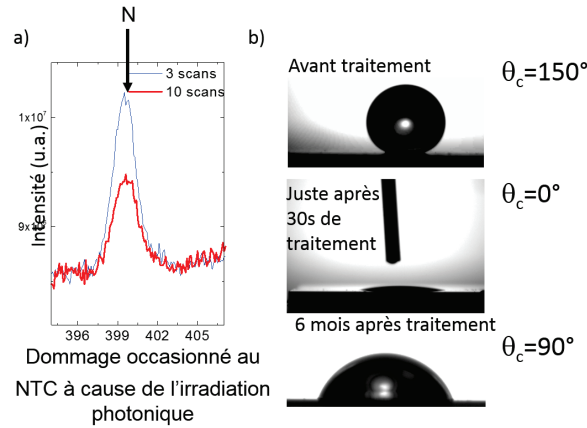 a)
N
3 scans
10 scans
1x10⁷
Intensité (u.a.)
396 399 402 405
Dommage occasionné au
NTC à cause de l'irradiation
photonique
b)
Avant traitement
θc=150°
Juste après
30s de
traitement
θc=0°
6 mois après traitement
θc=90°